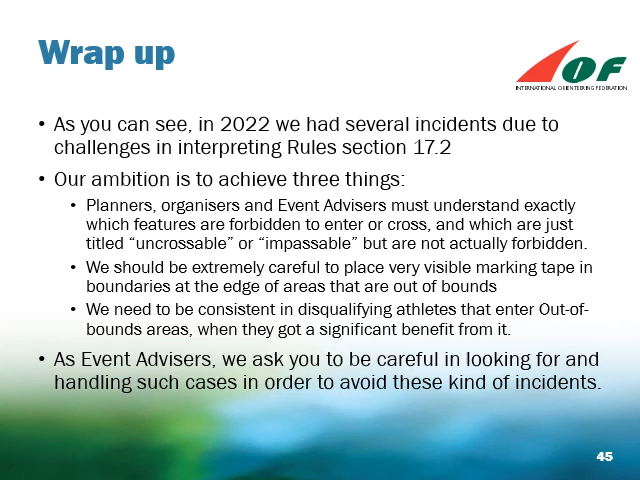 Wrap up
IOF
INTERNATIONAL ORIENTEERING FEDERATION
• As you can see, in 2022 we had several incidents due to
challenges in interpreting Rules section 17.2
• Our ambition is to achieve three things:
• Planners, organisers and Event Advisers must understand exactly
which features are forbidden to enter or cross, and which are just
titled “uncrossable” or “impassable” but are not actually forbidden.
• We should be extremely careful to place very visible marking tape in
boundaries at the edge of areas that are out of bounds
• We need to be consistent in disqualifying athletes that enter Out-of-
bounds areas, when they got a significant benefit from it.
• As Event Advisers, we ask you to be careful in looking for and
handling such cases in order to avoid these kind of incidents.
45